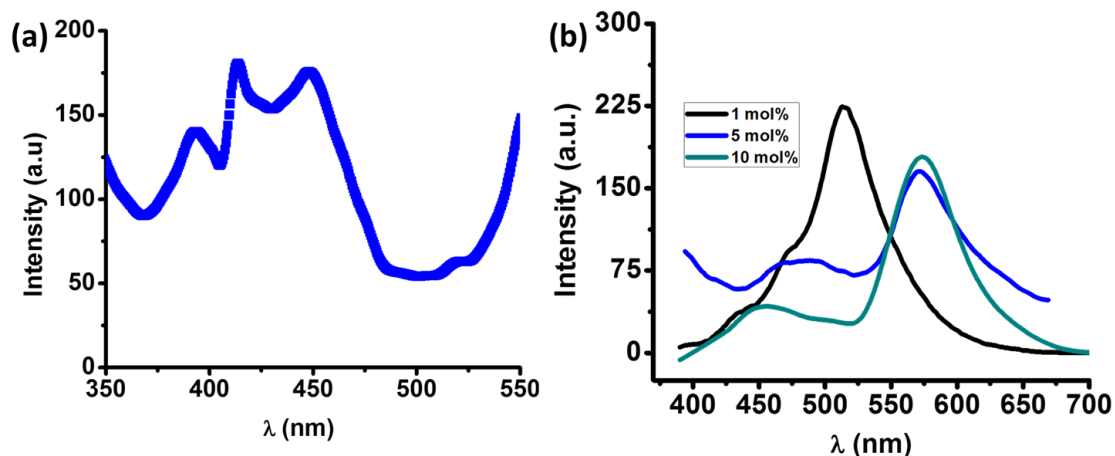 (a)
200
150
100
50
0
Intensity (a.u)
350 400 450 500 550
λ (nm)
(b)
300
225
150
75
0
Intensity (a.u.)
1 mol%
5 mol%
10 mol%
400 450 500 550 600 650 700
λ (nm)